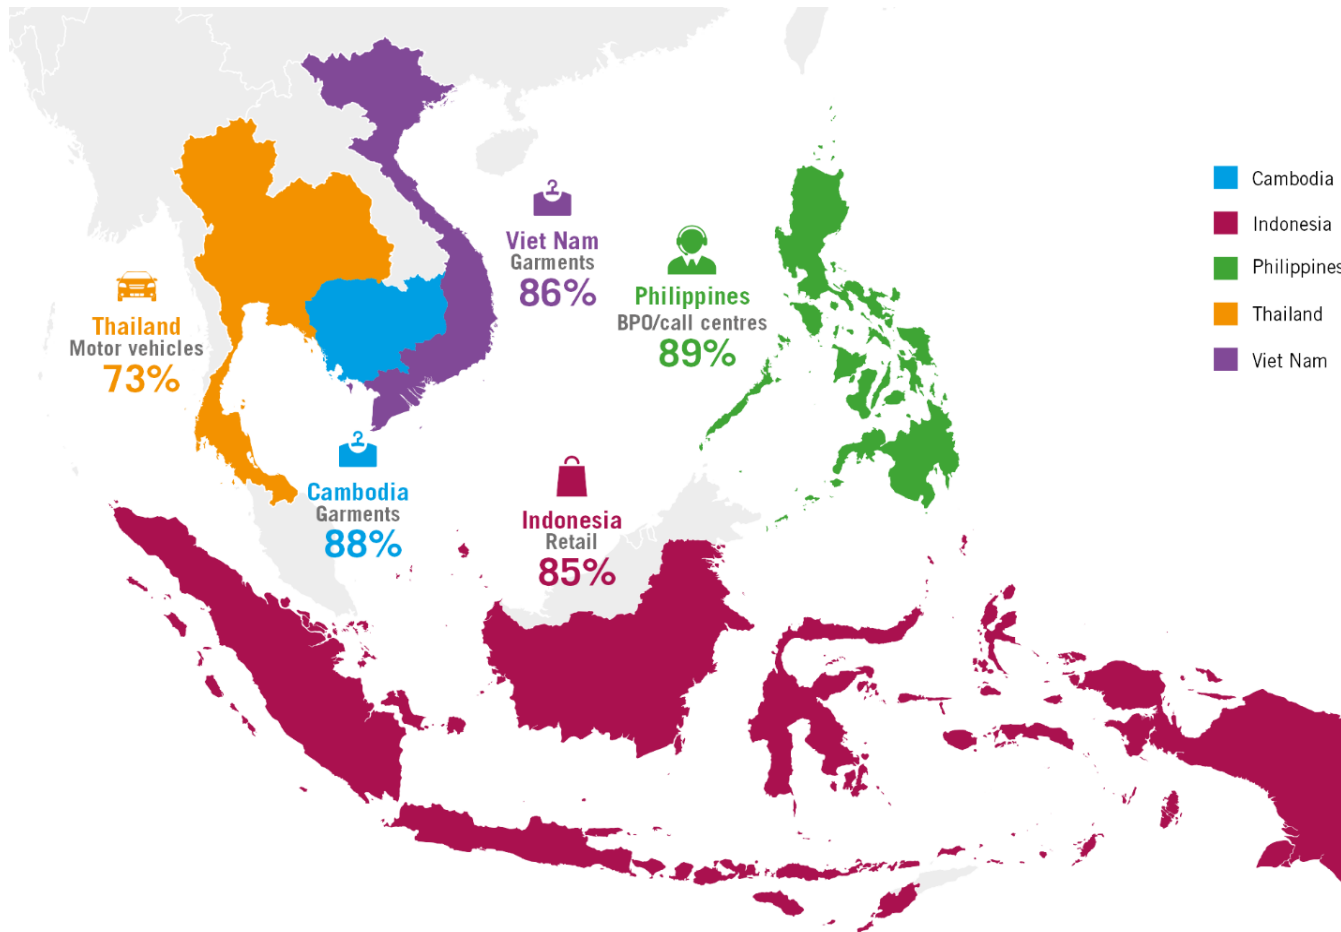 Viet Nam
Garments
86%
Philippines
BPO/call centres
89%
Thailand
Motor vehicles
73%
Cambodia
Garments
88%
Indonesia
Retail
85%
Cambodia
Indonesia
Philippines
Thailand
Viet Nam